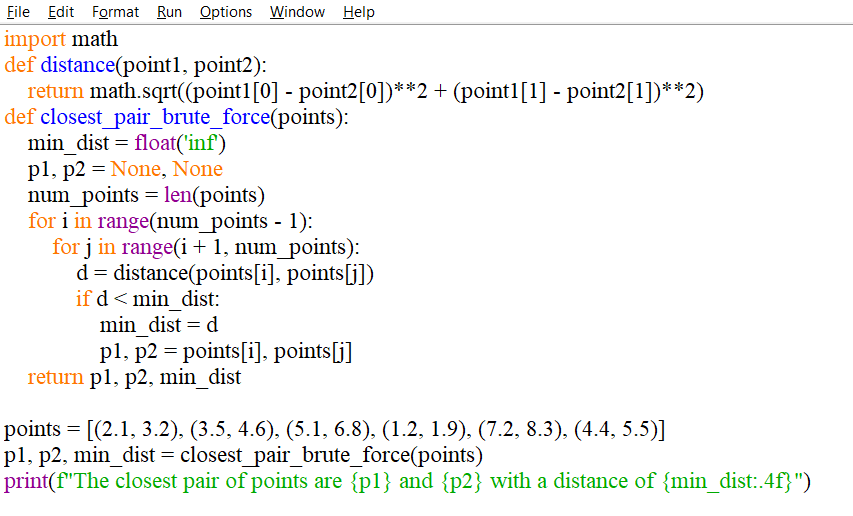 File Edit Format Run Options Window Help
import math
def distance(point1, point2):
    return math.sqrt((point1[0] - point2[0])**2 + (point1[1] - point2[1])**2)
def closest_pair_brute_force(points):
    min_dist = float('inf')
    p1, p2 = None, None
    num_points = len(points)
    for i in range(num_points - 1):
        for j in range(i + 1, num_points):
            d = distance(points[i], points[j])
            if d < min_dist:
                min_dist = d
                p1, p2 = points[i], points[j]
    return p1, p2, min_dist

points = [(2.1, 3.2), (3.5, 4.6), (5.1, 6.8), (1.2, 1.9), (7.2, 8.3), (4.4, 5.5)]
p1, p2, min_dist = closest_pair_brute_force(points)
print(f"The closest pair of points are {p1} and {p2} with a distance of {min_dist:.4f}")